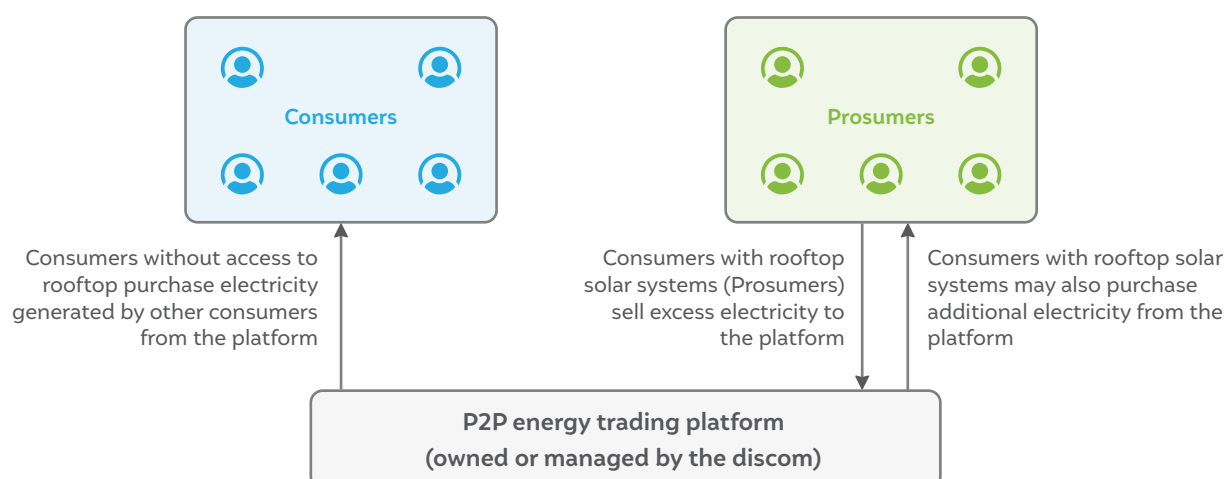 Consumers
Prosumers
Consumers without access to
rooftop purchase electricity
generated by other consumers
from the platform
Consumers with rooftop
solar systems (Prosumers)
sell excess electricity to
the platform
Consumers with rooftop solar
systems may also purchase
additional electricity from the
platform
P2P energy trading platform
(owned or managed by the discom)